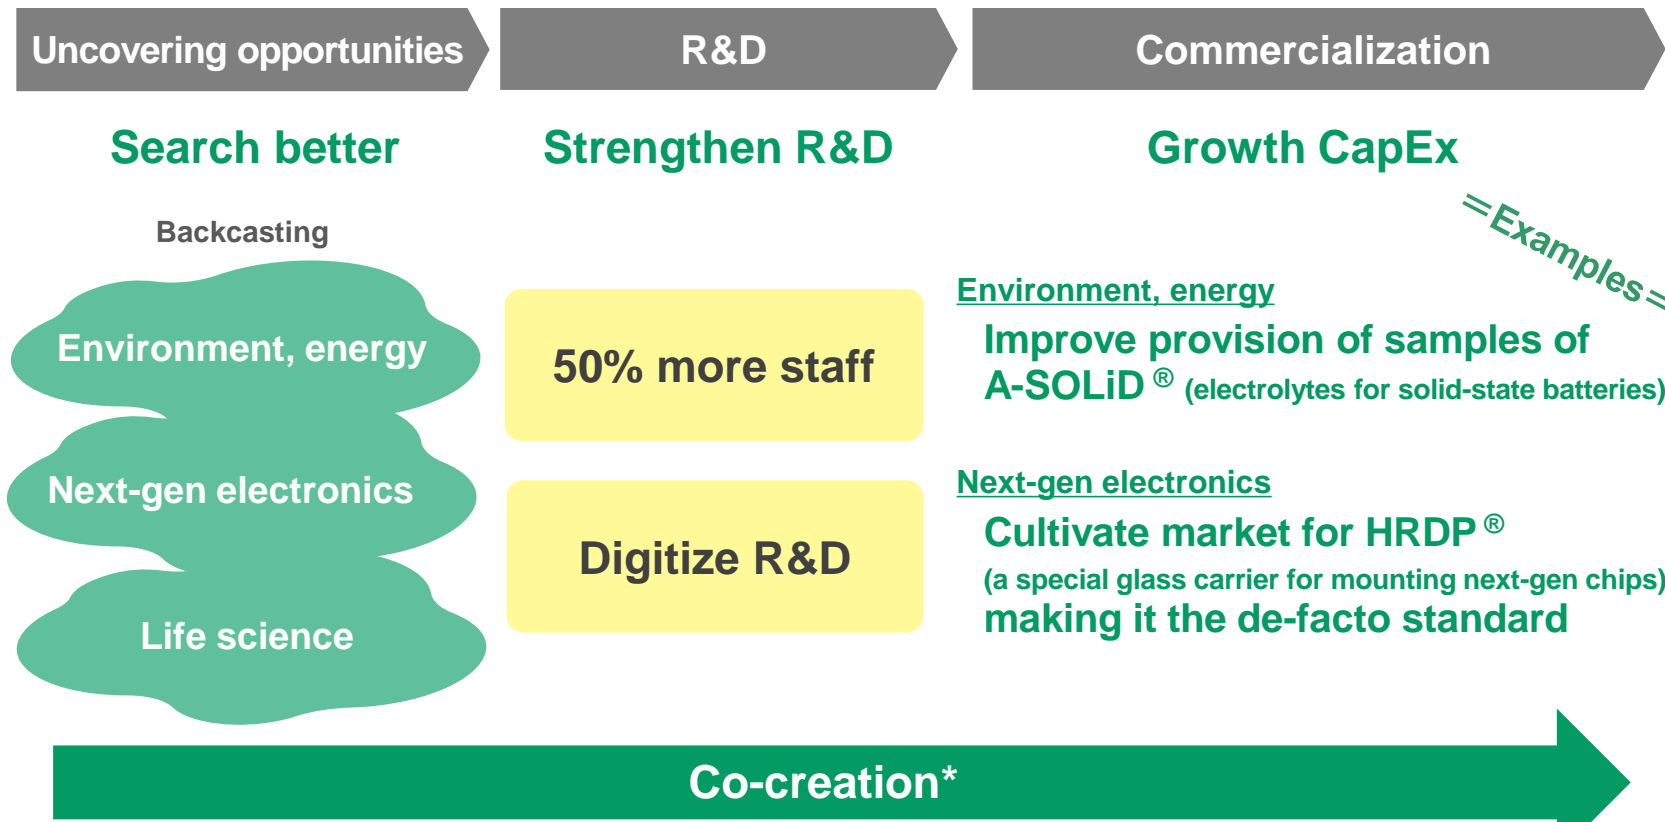 Uncovering opportunities
R&D
Commercialization
Search better
Strengthen R&D
Growth CapEx
Backcasting
=Examples=
Environment, energy
Next-gen electronics
Life science
50% more staff
Digitize R&D
Environment, energy
Improve provision of samples of
A-SOLiD® (electrolytes for solid-state batteries)
Next-gen electronics
Cultivate market for HRDP®
(a special glass carrier for mounting next-gen chips)
making it the de-facto standard
Co-creation*